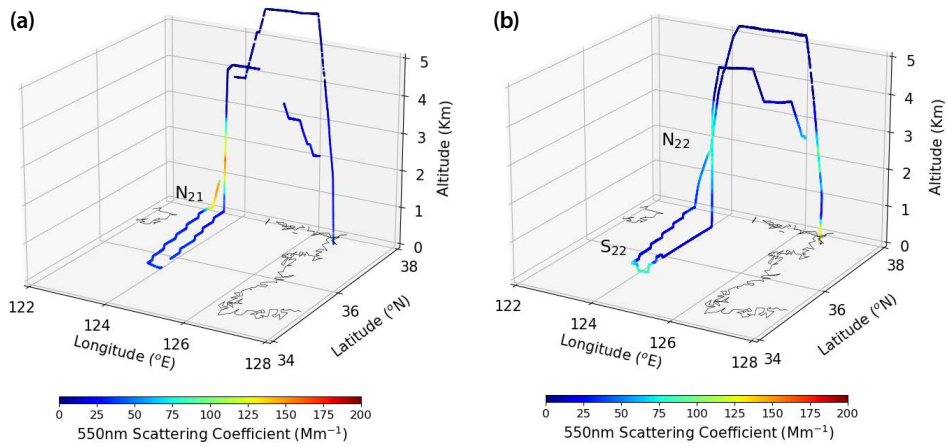 (a)
5
4
3
2
1
0
Altitude (Km)
N21
122
124
126
128
Longitude (°E)
34
36
38
Latitude (°N)
0 25 50 75 100 125 150 175 200
550nm Scattering Coefficient (Mm⁻¹)
(b)
5
4
3
2
1
0
Altitude (Km)
N22
S22
122
124
126
128
Longitude (°E)
34
36
38
Latitude (°N)
0 25 50 75 100 125 150 175 200
550nm Scattering Coefficient (Mm⁻¹)